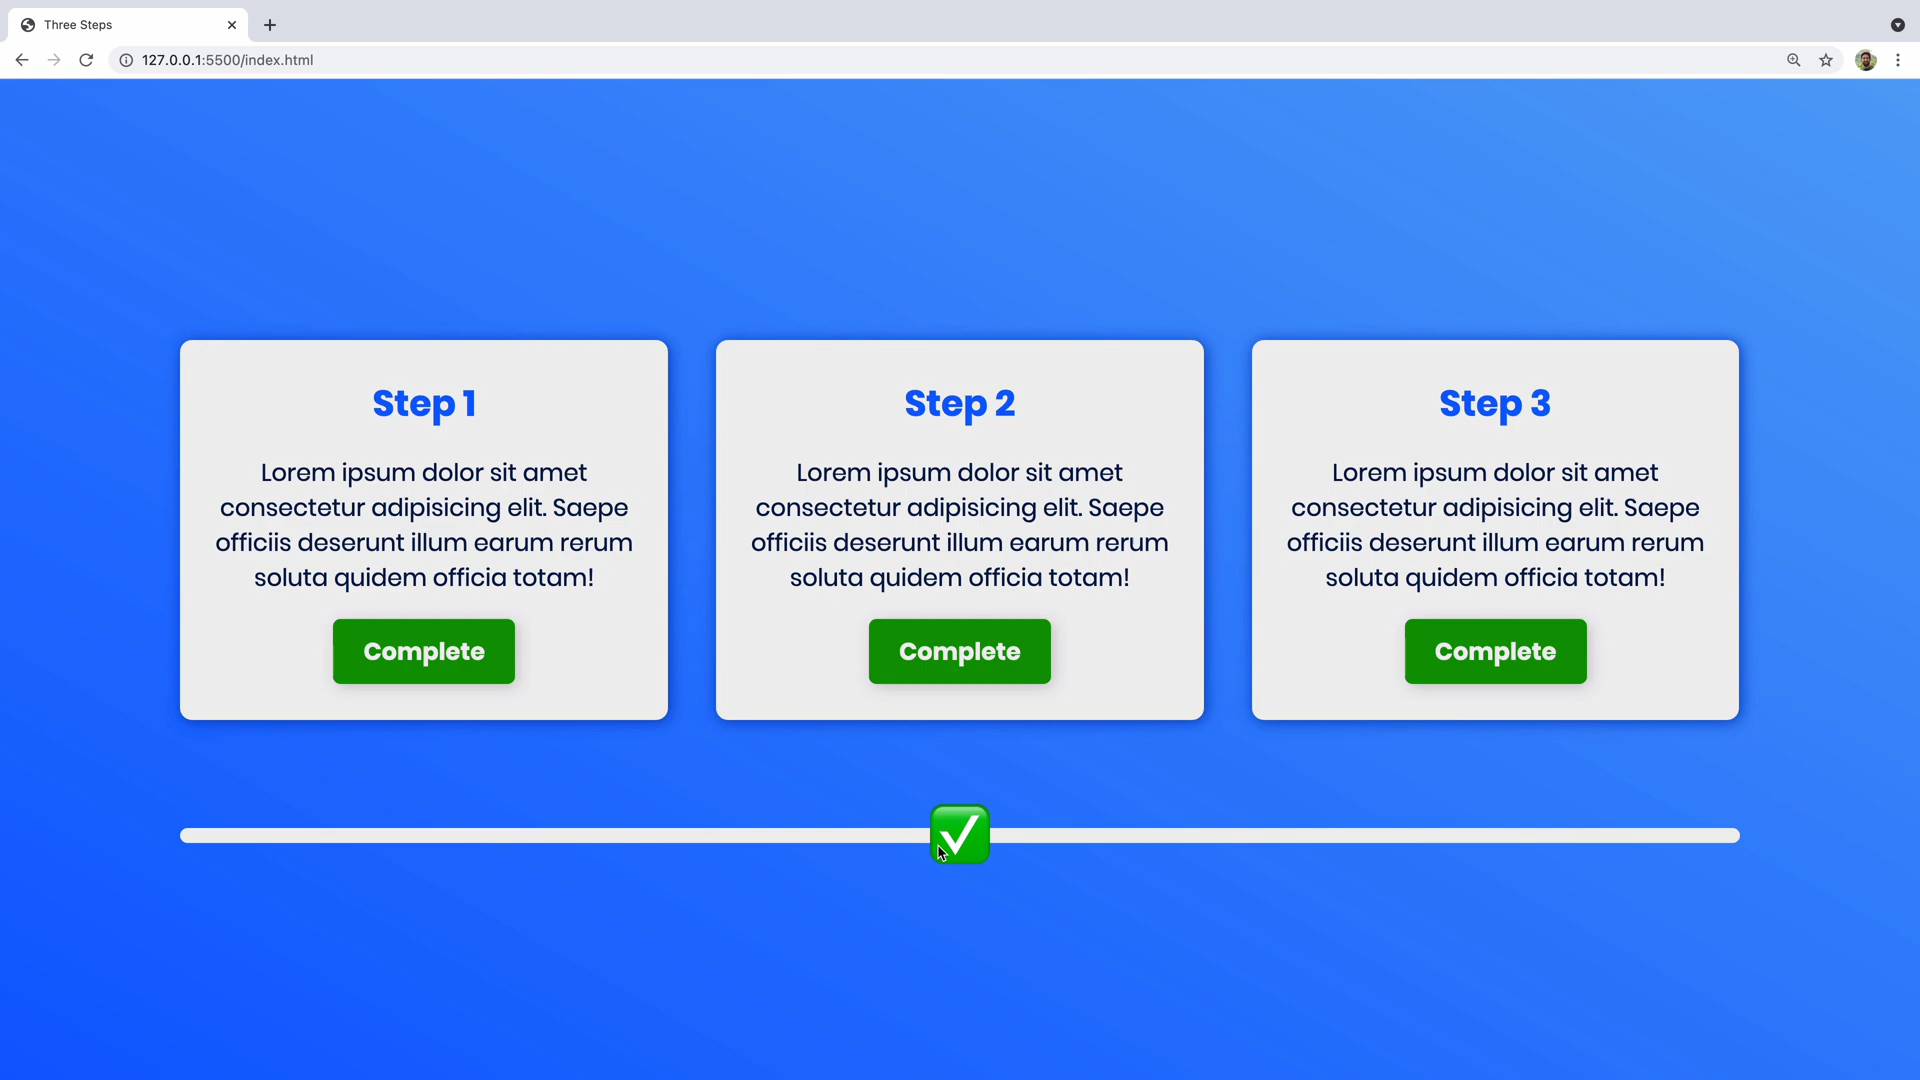 Three Steps
127.0.0.1:5500/index.html
Step 1
Lorem ipsum dolor sit amet
consectetur adipisicing elit. Saepe
officiis deserunt illum earum rerum
soluta quidem officia totam!
Complete
Step 2
Lorem ipsum dolor sit amet
consectetur adipisicing elit. Saepe
officiis deserunt illum earum rerum
soluta quidem officia totam!
Complete
Step 3
Lorem ipsum dolor sit amet
consectetur adipisicing elit. Saepe
officiis deserunt illum earum rerum
soluta quidem officia totam!
Complete